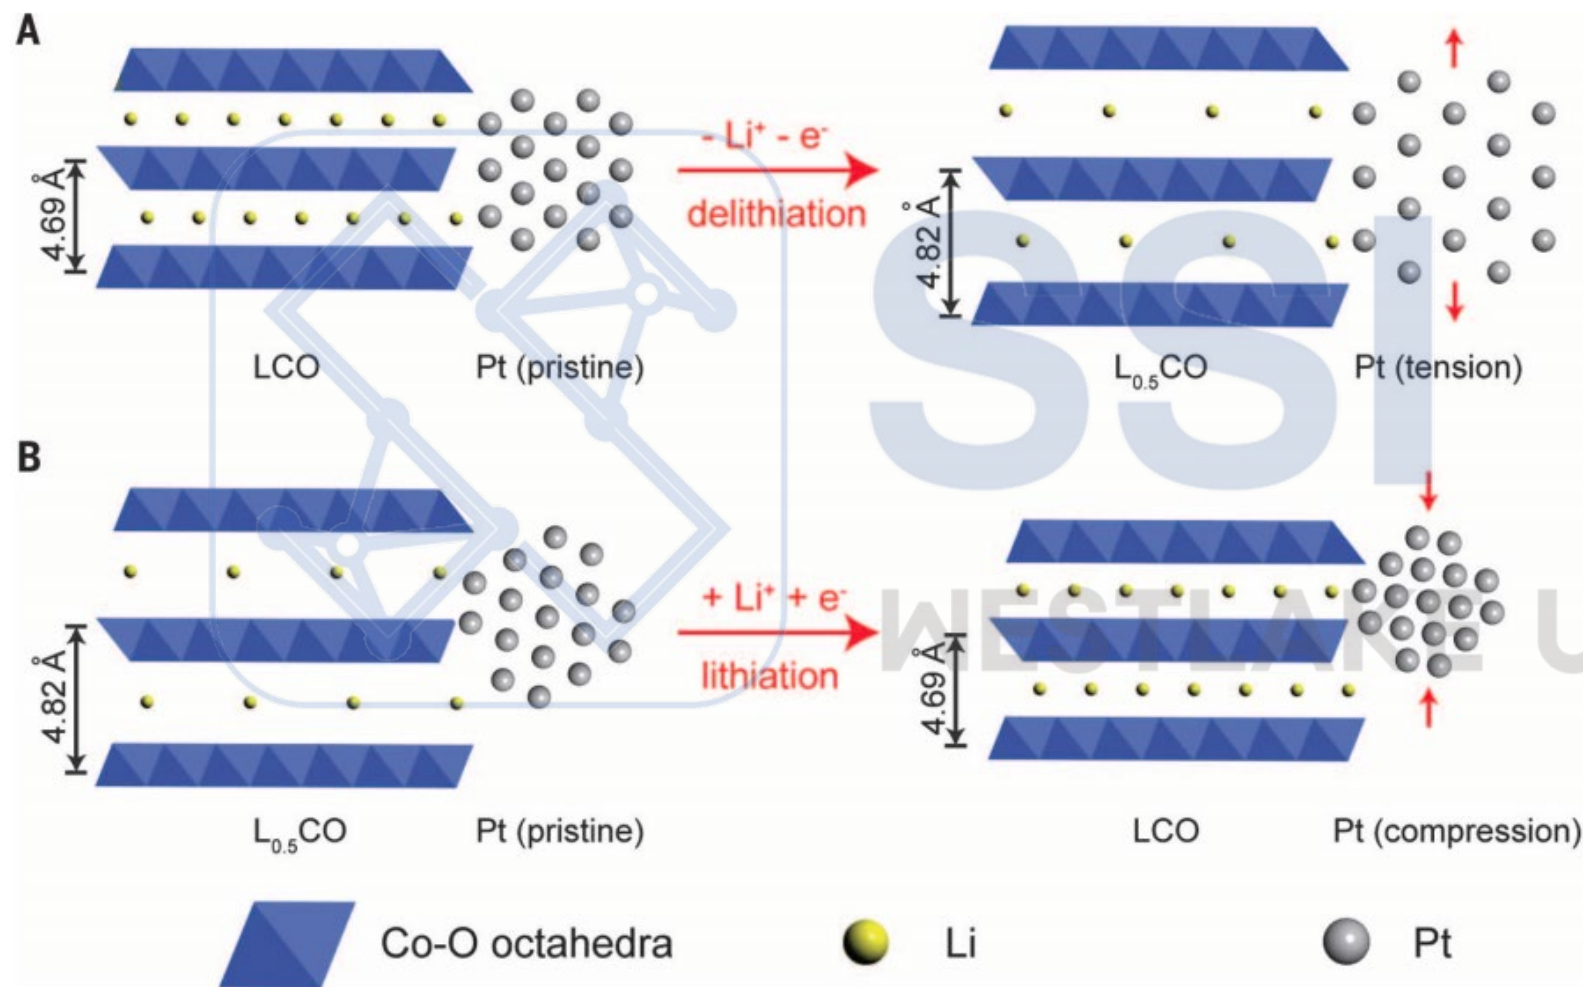 A
4.69 Å
- Li⁺ - e⁻
delithiation
4.82 Å
LCO
Pt (pristine)
L₀.₅CO
Pt (tension)
SSI
B
4.82 Å
+ Li⁺ + e⁻
lithiation
4.69 Å
WESTLAKE U
L₀.₅CO
Pt (pristine)
LCO
Pt (compression)
Co-O octahedra
Li
Pt